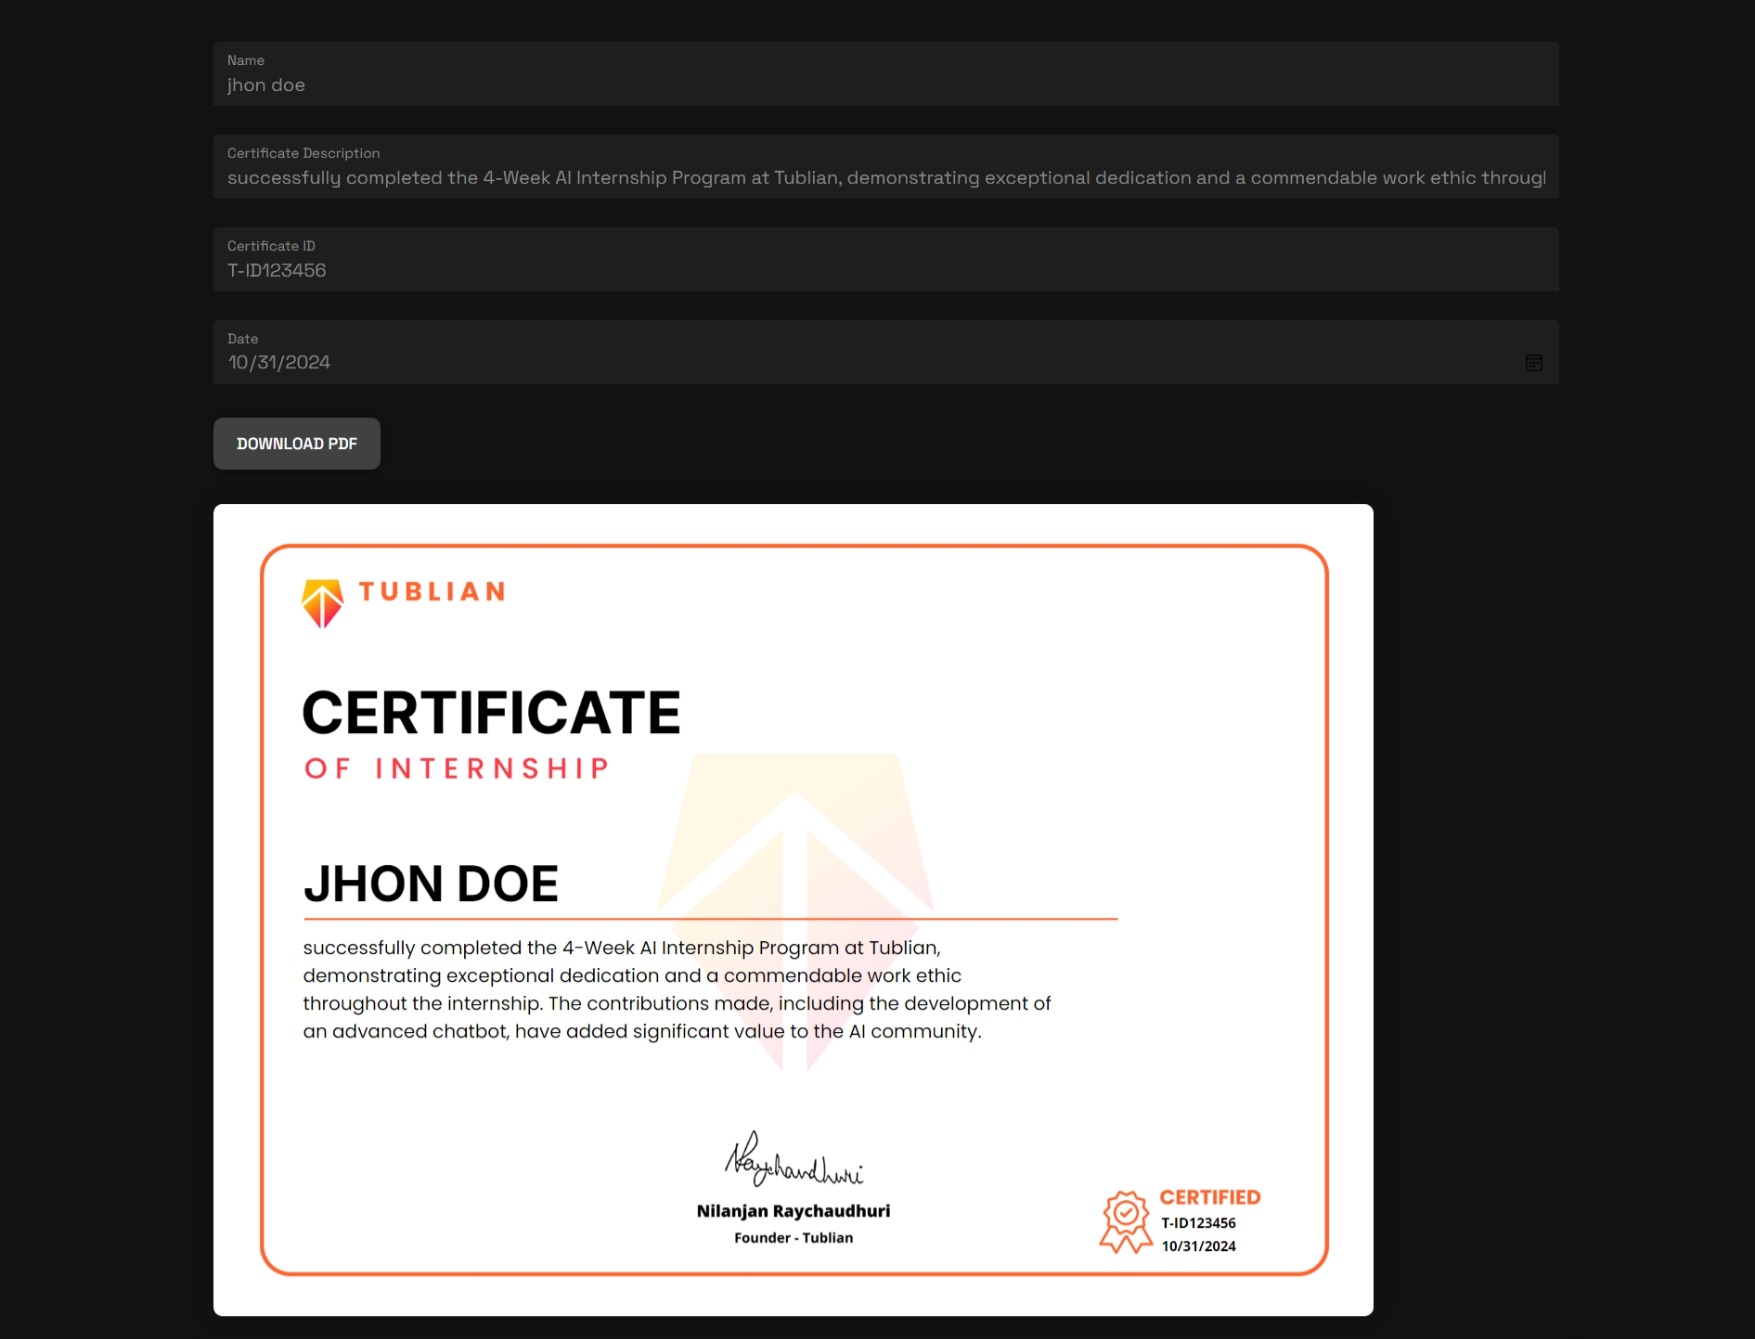 Name
jhon doe
Certificate Description
successfully completed the 4-Week AI Internship Program at Tublian, demonstrating exceptional dedication and a commendable work ethic througl
Certificate ID
T-ID123456
Date
10/31/2024
DOWNLOAD PDF
TUBLIAN
CERTIFICATE
OF INTERNSHIP
JHON DOE
successfully completed the 4-Week AI Internship Program at Tublian,
demonstrating exceptional dedication and a commendable work ethic
throughout the internship. The contributions made, including the development of
an advanced chatbot, have added significant value to the AI community.
Raychaudhuri
Nilanjan Raychaudhuri
Founder - Tublian
CERTIFIED
T-ID123456
10/31/2024